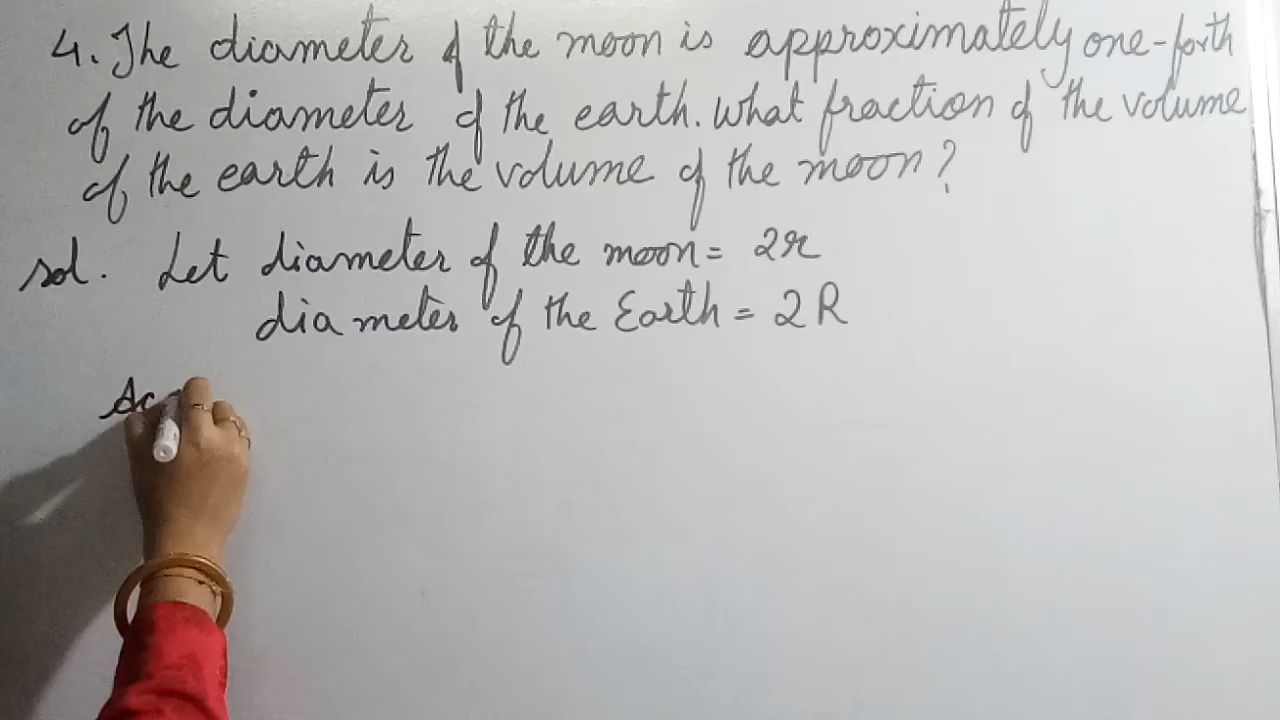 4. The diameter of the moon is approximately one-forth
of the diameter of the earth. What fraction of the volume
of the earth is the volume of the moon?
sol. Let diameter of the moon = 2r
diameter of the Earth = 2R
Ac